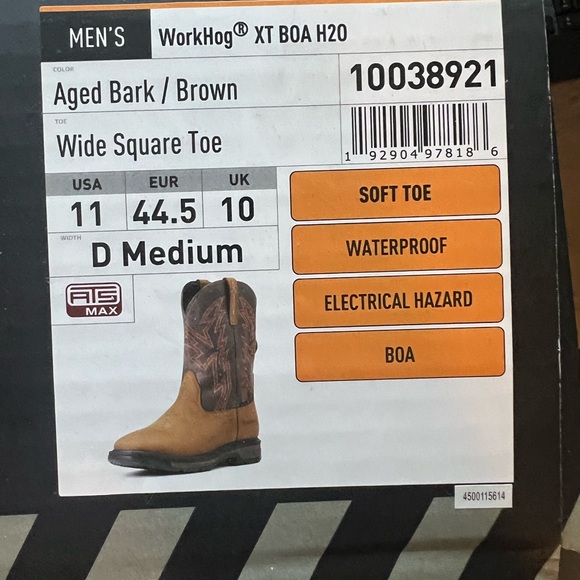 MEN'S
WorkHog® XT BOA H20
COLOR
Aged Bark / Brown
10038921
TOE
Wide Square Toe
1 92904 97818 6
USA EUR UK
11 44.5 10
WIDTH
D Medium
SOFT TOE
WATERPROOF
ELECTRICAL HAZARD
BOA
ATS
MAX
4500115614